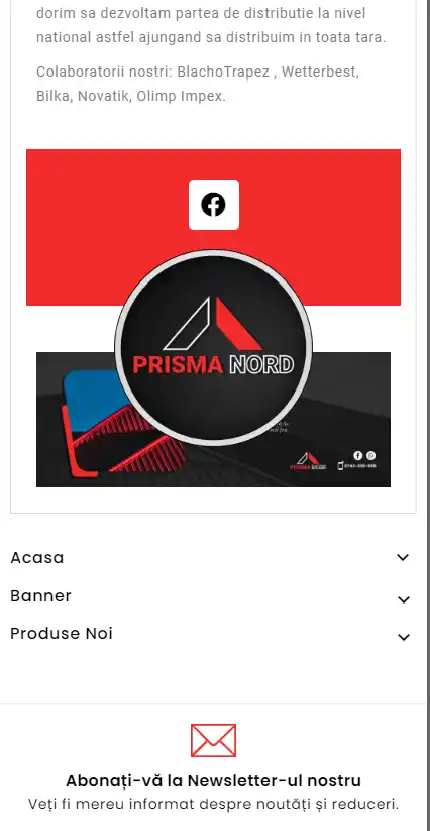 dorim sa dezvoltam partea de distributie la nivel
national astfel ajungand sa distribuim in toata tara.
Colaboratorii nostri: BlachoTrapez , Wetterbest,
Bilka, Novatik, Olimp Impex.
PRISMA NORD
PRISMA NORD
Acasa
Banner
Produse Noi
Abonați-vă la Newsletter-ul nostru
Veți fi mereu informat despre noutăți și reduceri.